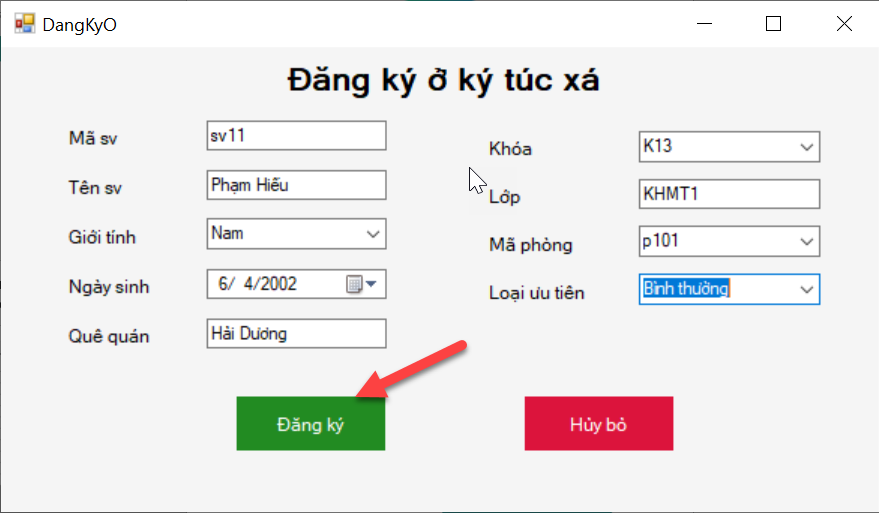 DangKyO
Đăng ký ở ký túc xá
Mã sv
sv11
Tên sv
Phạm Hiếu
Giới tính
Nam
Ngày sinh
6/ 4/2002
Quê quán
Hải Dương
Khóa
K13
Lớp
KHMT1
Mã phòng
p101
Loại ưu tiên
Bình thường
Đăng ký
Hủy bỏ